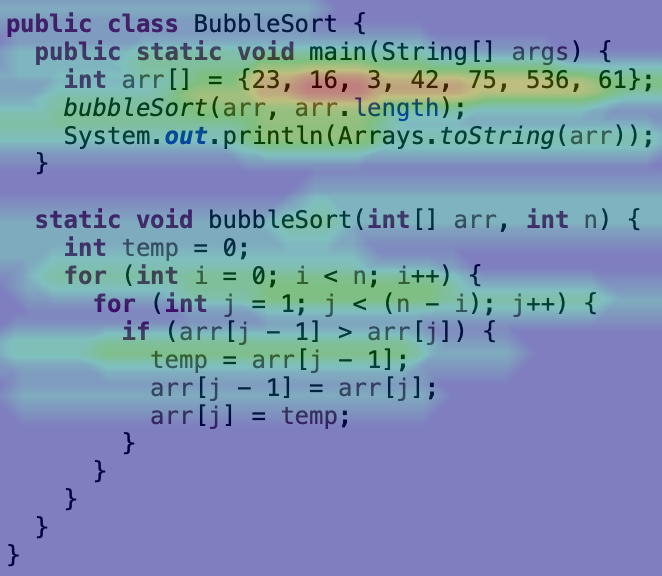 public class BubbleSort {
  public static void main(String[] args) {
    int arr[] = {23, 16, 3, 42, 75, 536, 61};
    bubbleSort(arr, arr.length);
    System.out.println(Arrays.toString(arr));
  }

  static void bubbleSort(int[] arr, int n) {
    int temp = 0;
    for (int i = 0; i < n; i++) {
      for (int j = 1; j < (n - i); j++) {
        if (arr[j - 1] > arr[j]) {
          temp = arr[j - 1];
          arr[j - 1] = arr[j];
          arr[j] = temp;
        }
      }
    }
  }
}